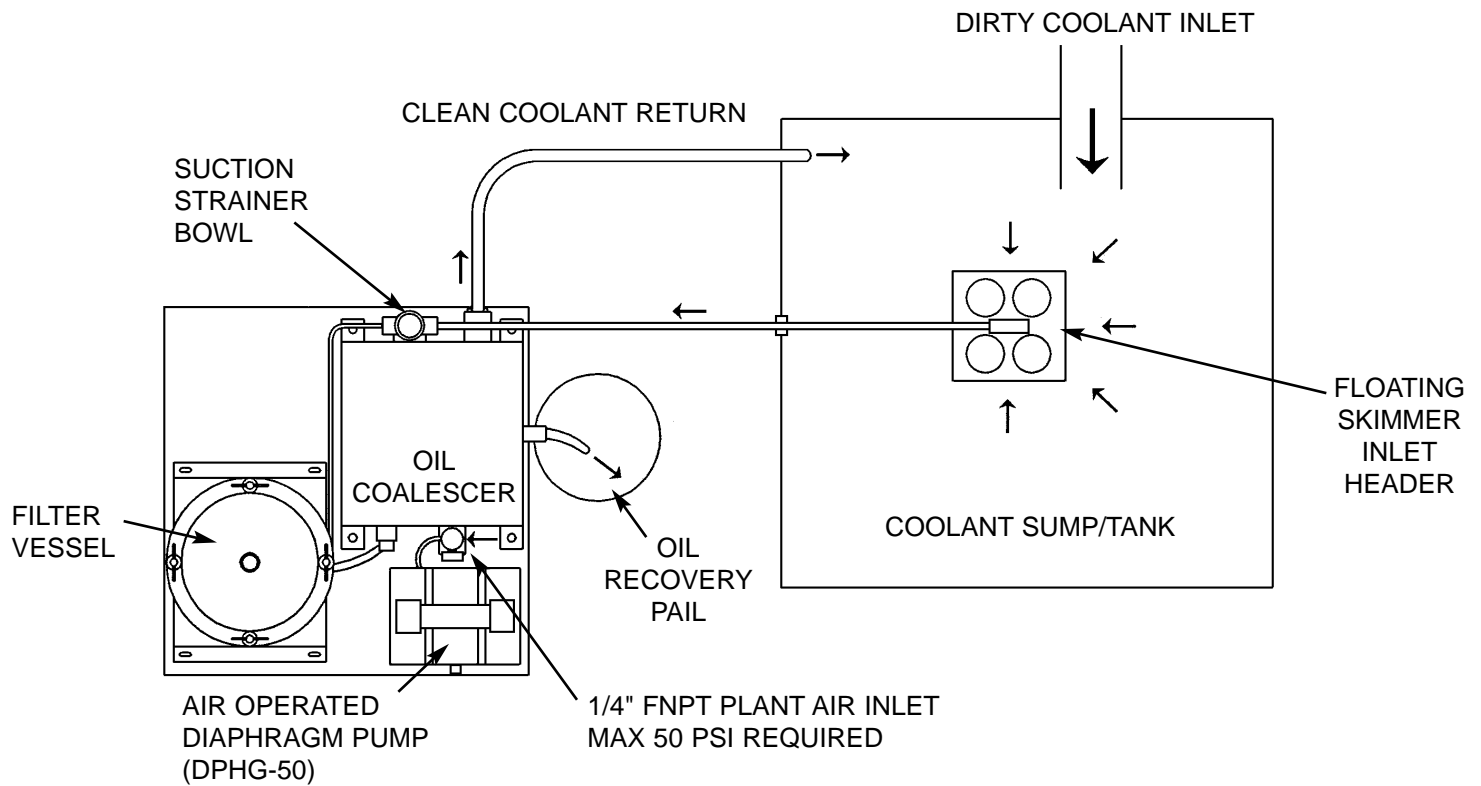 DIRTY COOLANT INLET
CLEAN COOLANT RETURN
SUCTION
STRAINER
BOWL
FLOATING
SKIMMER
INLET
HEADER
OIL
COALESCER
FILTER
VESSEL
COOLANT SUMP/TANK
OIL
RECOVERY
PAIL
AIR OPERATED
DIAPHRAGM PUMP
(DPHG-50)
1/4" FNPT PLANT AIR INLET
MAX 50 PSI REQUIRED